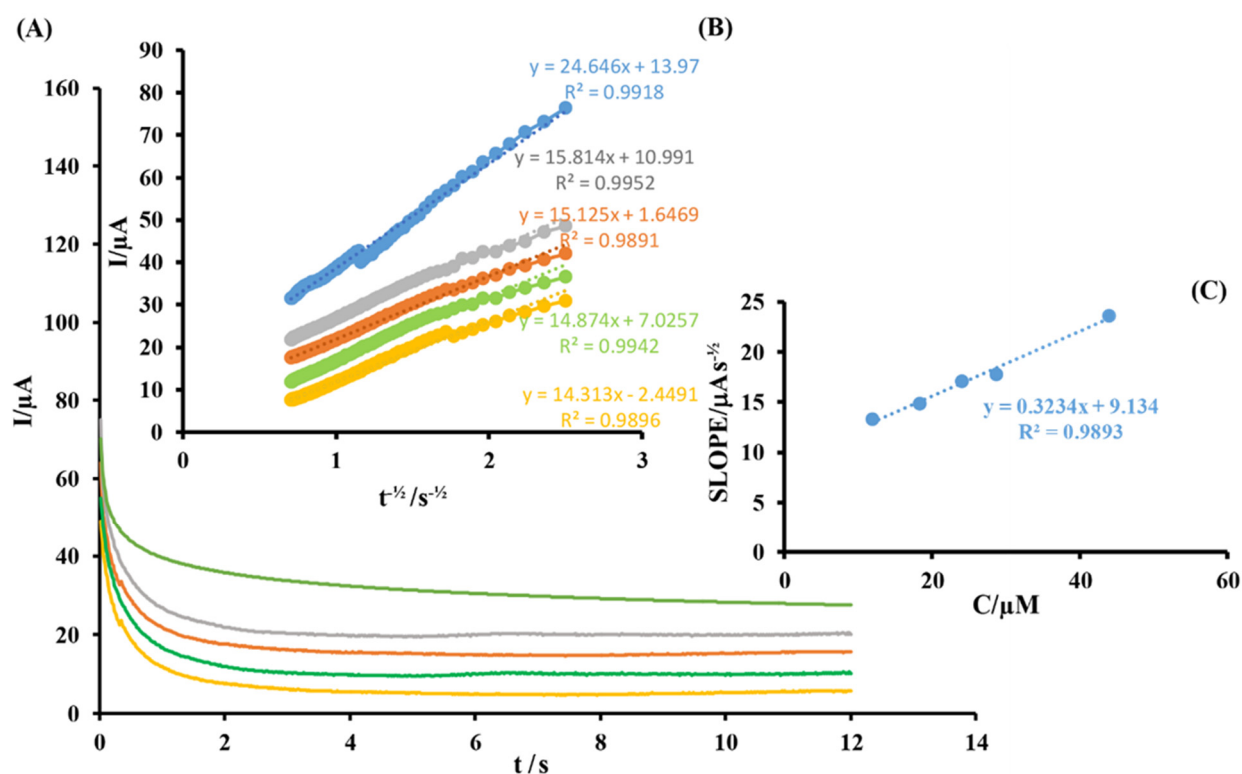 (A)
(B)
90
80
70
60
50
40
30
20
10
0
I/μA
0
1
2
3
t⁻½/s⁻½
y = 24.646x + 13.97
R² = 0.9918
y = 15.814x + 10.991
R² = 0.9952
y = 15.125x + 1.6469
R² = 0.9891
y = 14.874x + 7.0257
R² = 0.9942
y = 14.313x - 2.4491
R² = 0.9896
160
140
120
100
80
60
40
20
0
I/μA
0
2
4
6
8
10
12
14
t/s
(C)
25
20
15
10
5
0
SLOPE/μAs⁻½
y = 0.3234x + 9.134
R² = 0.9893
0
20
40
60
C/μM